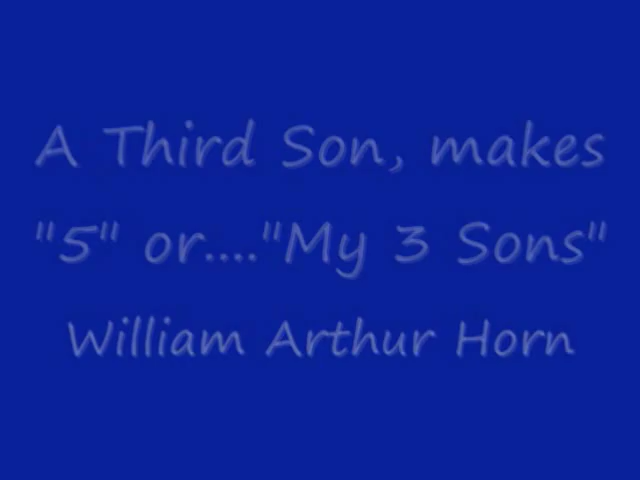 A Third Son, makes
"5" or...."My 3 Sons"
William Arthur Horn